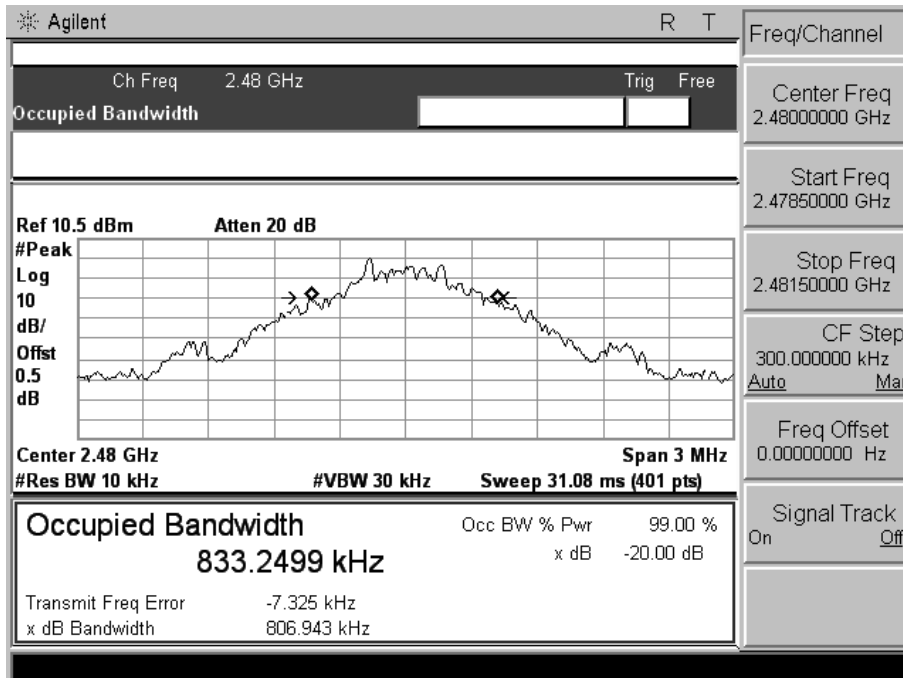 Agilent R T
Freq/Channel
Ch Freq 2.48 GHz Trig Free
Occupied Bandwidth
Center Freq
2.48000000 GHz
Start Freq
2.47850000 GHz
Stop Freq
2.48150000 GHz
CF Step
300.000000 kHz
Auto Mar
Freq Offset
0.00000000 Hz
Signal Track
On Off
Ref 10.5 dBm Atten 20 dB
#Peak
Log
10
dB/
Offst
0.5
dB
Center 2.48 GHz Span 3 MHz
#Res BW 10 kHz #VBW 30 kHz Sweep 31.08 ms (401 pts)
Occupied Bandwidth
833.2499 kHz
Occ BW % Pwr 99.00 %
x dB -20.00 dB
Transmit Freq Error -7.325 kHz
x dB Bandwidth 806.943 kHz